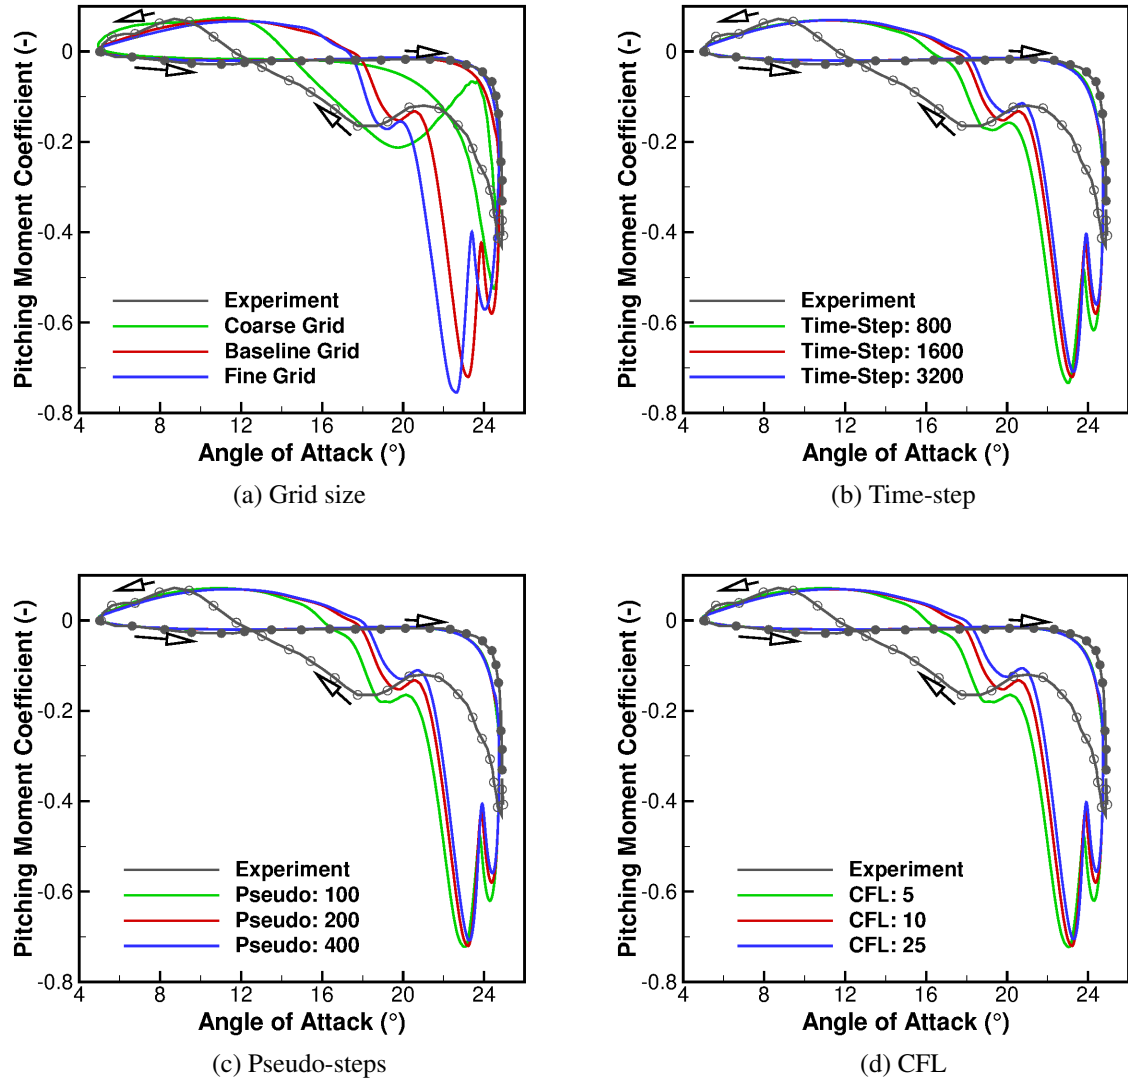 Pitching Moment Coefficient (-)
0
-0.2
-0.4
-0.6
-0.8
Experiment
Coarse Grid
Baseline Grid
Fine Grid
4 8 12 16 20 24
Angle of Attack (°)
(a) Grid size
Pitching Moment Coefficient (-)
0
-0.2
-0.4
-0.6
-0.8
Experiment
Time-Step: 800
Time-Step: 1600
Time-Step: 3200
4 8 12 16 20 24
Angle of Attack (°)
(b) Time-step
Pitching Moment Coefficient (-)
0
-0.2
-0.4
-0.6
-0.8
Experiment
Pseudo: 100
Pseudo: 200
Pseudo: 400
4 8 12 16 20 24
Angle of Attack (°)
(c) Pseudo-steps
Pitching Moment Coefficient (-)
0
-0.2
-0.4
-0.6
-0.8
Experiment
CFL: 5
CFL: 10
CFL: 25
4 8 12 16 20 24
Angle of Attack (°)
(d) CFL